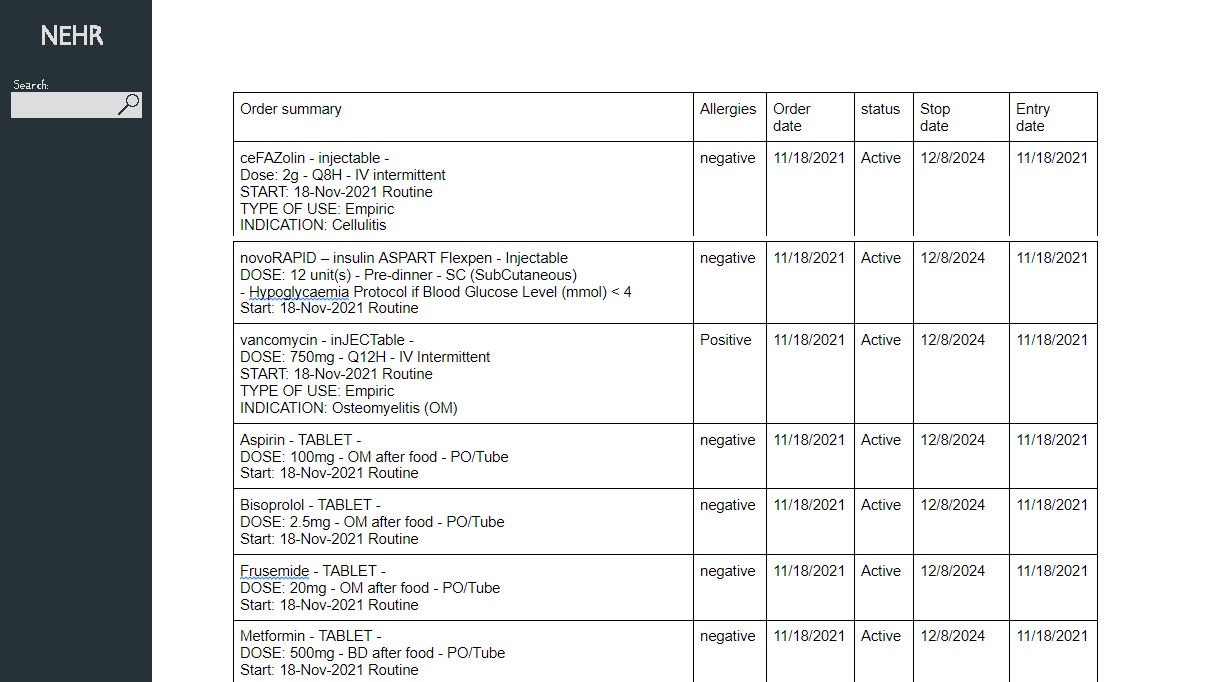 NEHR
Search:
Order summary Allergies Order date status Stop date Entry date
ceFAZolin - injectable - negative 11/18/2021 Active 12/8/2024 11/18/2021
Dose: 2g - Q8H - IV intermittent
START: 18-Nov-2021 Routine
TYPE OF USE: Empiric
INDICATION: Cellulitis
novoRAPID – insulin ASPART Flexpen - Injectable negative 11/18/2021 Active 12/8/2024 11/18/2021
DOSE: 12 unit(s) - Pre-dinner - SC (SubCutaneous)
- Hypoglycaemia Protocol if Blood Glucose Level (mmol) < 4
Start: 18-Nov-2021 Routine
vancomycin - inJECTable - Positive 11/18/2021 Active 12/8/2024 11/18/2021
DOSE: 750mg - Q12H - IV Intermittent
START: 18-Nov-2021 Routine
TYPE OF USE: Empiric
INDICATION: Osteomyelitis (OM)
Aspirin - TABLET - negative 11/18/2021 Active 12/8/2024 11/18/2021
DOSE: 100mg - OM after food - PO/Tube
Start: 18-Nov-2021 Routine
Bisoprolol - TABLET - negative 11/18/2021 Active 12/8/2024 11/18/2021
DOSE: 2.5mg - OM after food - PO/Tube
Start: 18-Nov-2021 Routine
Frusemide - TABLET - negative 11/18/2021 Active 12/8/2024 11/18/2021
DOSE: 20mg - OM after food - PO/Tube
Start: 18-Nov-2021 Routine
Metformin - TABLET - negative 11/18/2021 Active 12/8/2024 11/18/2021
DOSE: 500mg - BD after food - PO/Tube
Start: 18-Nov-2021 Routine